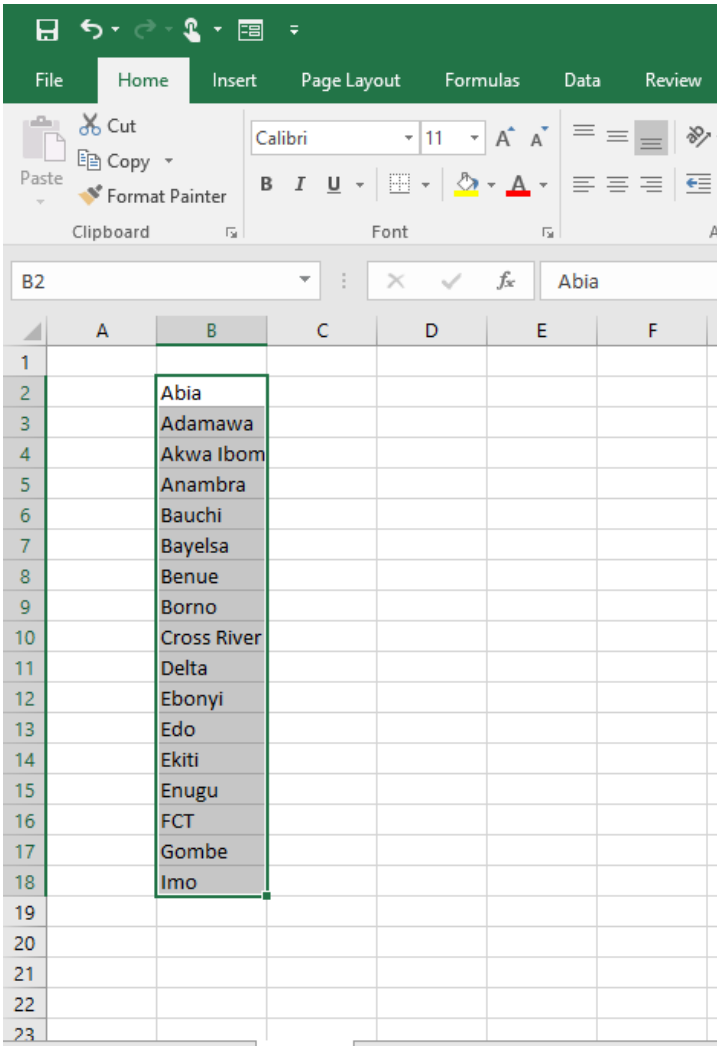 File Home Insert Page Layout Formulas Data Review
Cut
Copy
Paste
Format Painter
Calibri 11 A A
B I U A
Clipboard Font
B2 fx Abia
A B C D E F
1
2 Abia
3 Adamawa
4 Akwa Ibom
5 Anambra
6 Bauchi
7 Bayelsa
8 Benue
9 Borno
10 Cross River
11 Delta
12 Ebonyi
13 Edo
14 Ekiti
15 Enugu
16 FCT
17 Gombe
18 Imo
19
20
21
22
23